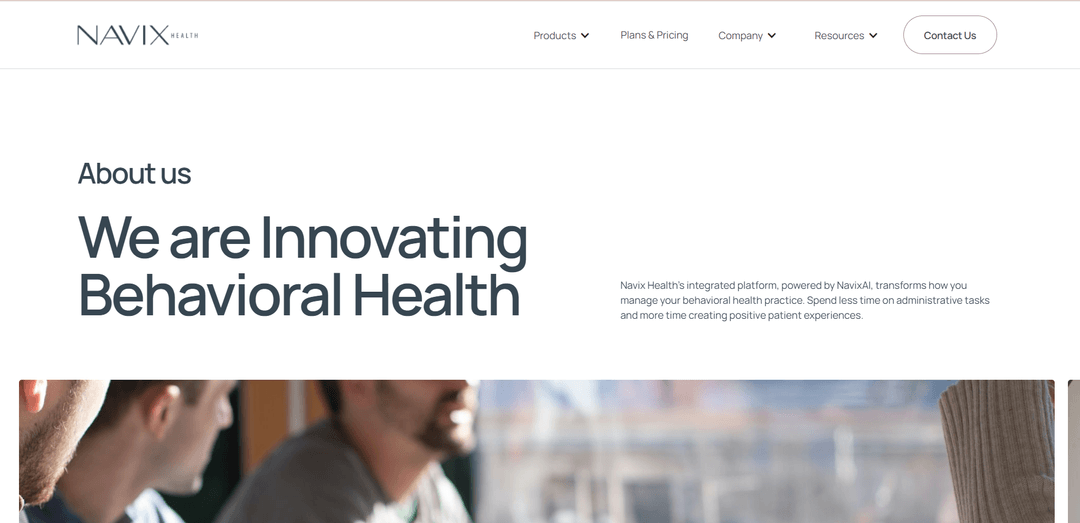 NAVIX HEALTH
Products
Plans & Pricing
Company
Resources
Contact Us
About us
We are Innovating
Behavioral Health
Navix Health's integrated platform, powered by NavixAI, transforms how you
manage your behavioral health practice. Spend less time on administrative tasks
and more time creating positive patient experiences.